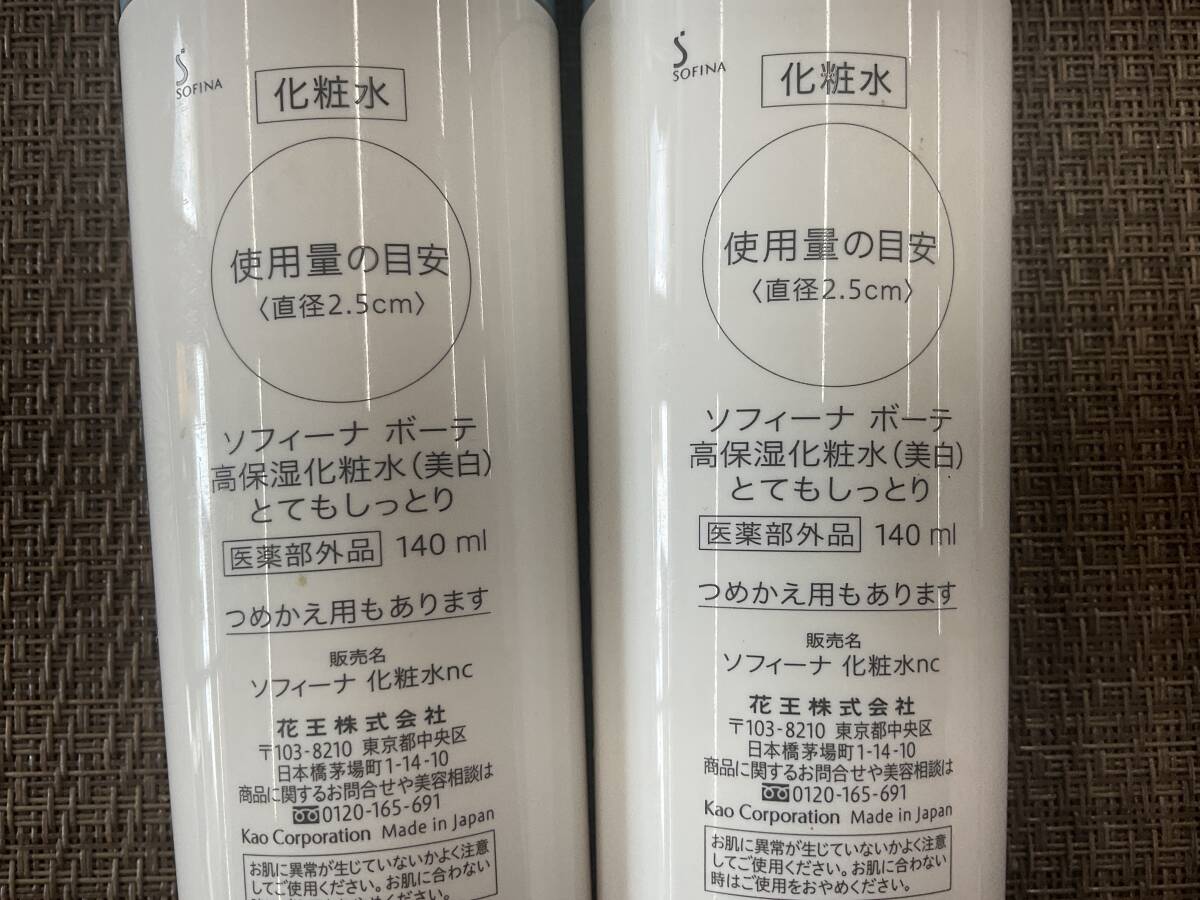 SOFINA
化粧水
使用量の目安
〈直径2.5cm〉
ソフィーナ ボーテ
高保湿化粧水(美白)
とてもしっとり
医薬部外品 140 ml
つめかえ用もあります
販売名
ソフィーナ 化粧水nc
花王株式会社
〒103-8210 東京都中央区
日本橋茅場町1-14-10
商品に関するお問合せや美容相談は
0120-165-691
Kao Corporation Made in Japan
お肌に異常が生じていないかよく注意
してご使用ください。お肌に合わない
SOFINA
化粧水
使用量の目安
〈直径2.5cm〉
ソフィーナ ボーテ
高保湿化粧水(美白)
とてもしっとり
医薬部外品 140 ml
つめかえ用もあります
販売名
ソフィーナ 化粧水nc
花王株式会社
〒103-8210 東京都中央区
日本橋茅場町1-14-10
商品に関するお問合せや美容相談は
0120-165-691
Kao Corporation Made in Japan
お肌に異常が生じていないかよく注意
してご使用ください。お肌に合わない
時はご使用をおやめください。